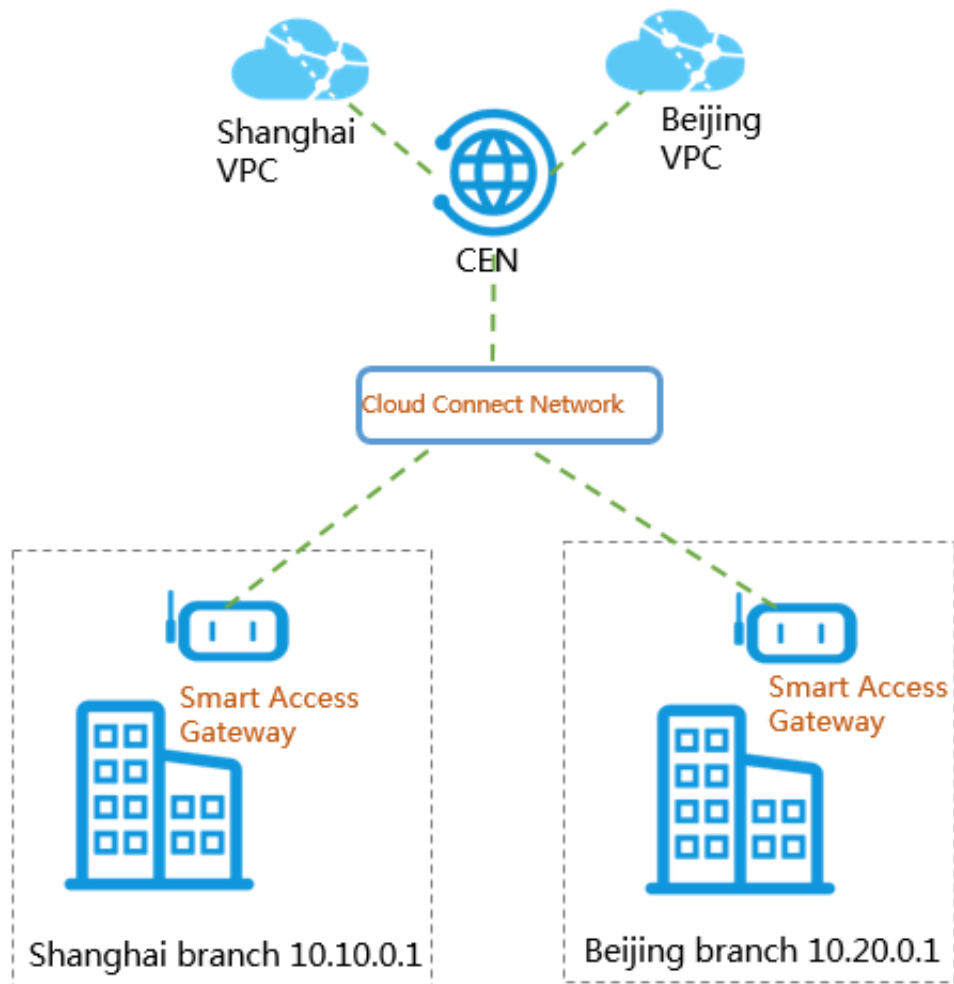 Shanghai
VPC
Beijing
VPC
CEN
Cloud Connect Network
Smart Access
Gateway
Smart Access
Gateway
Shanghai branch 10.10.0.1
Beijing branch 10.20.0.1